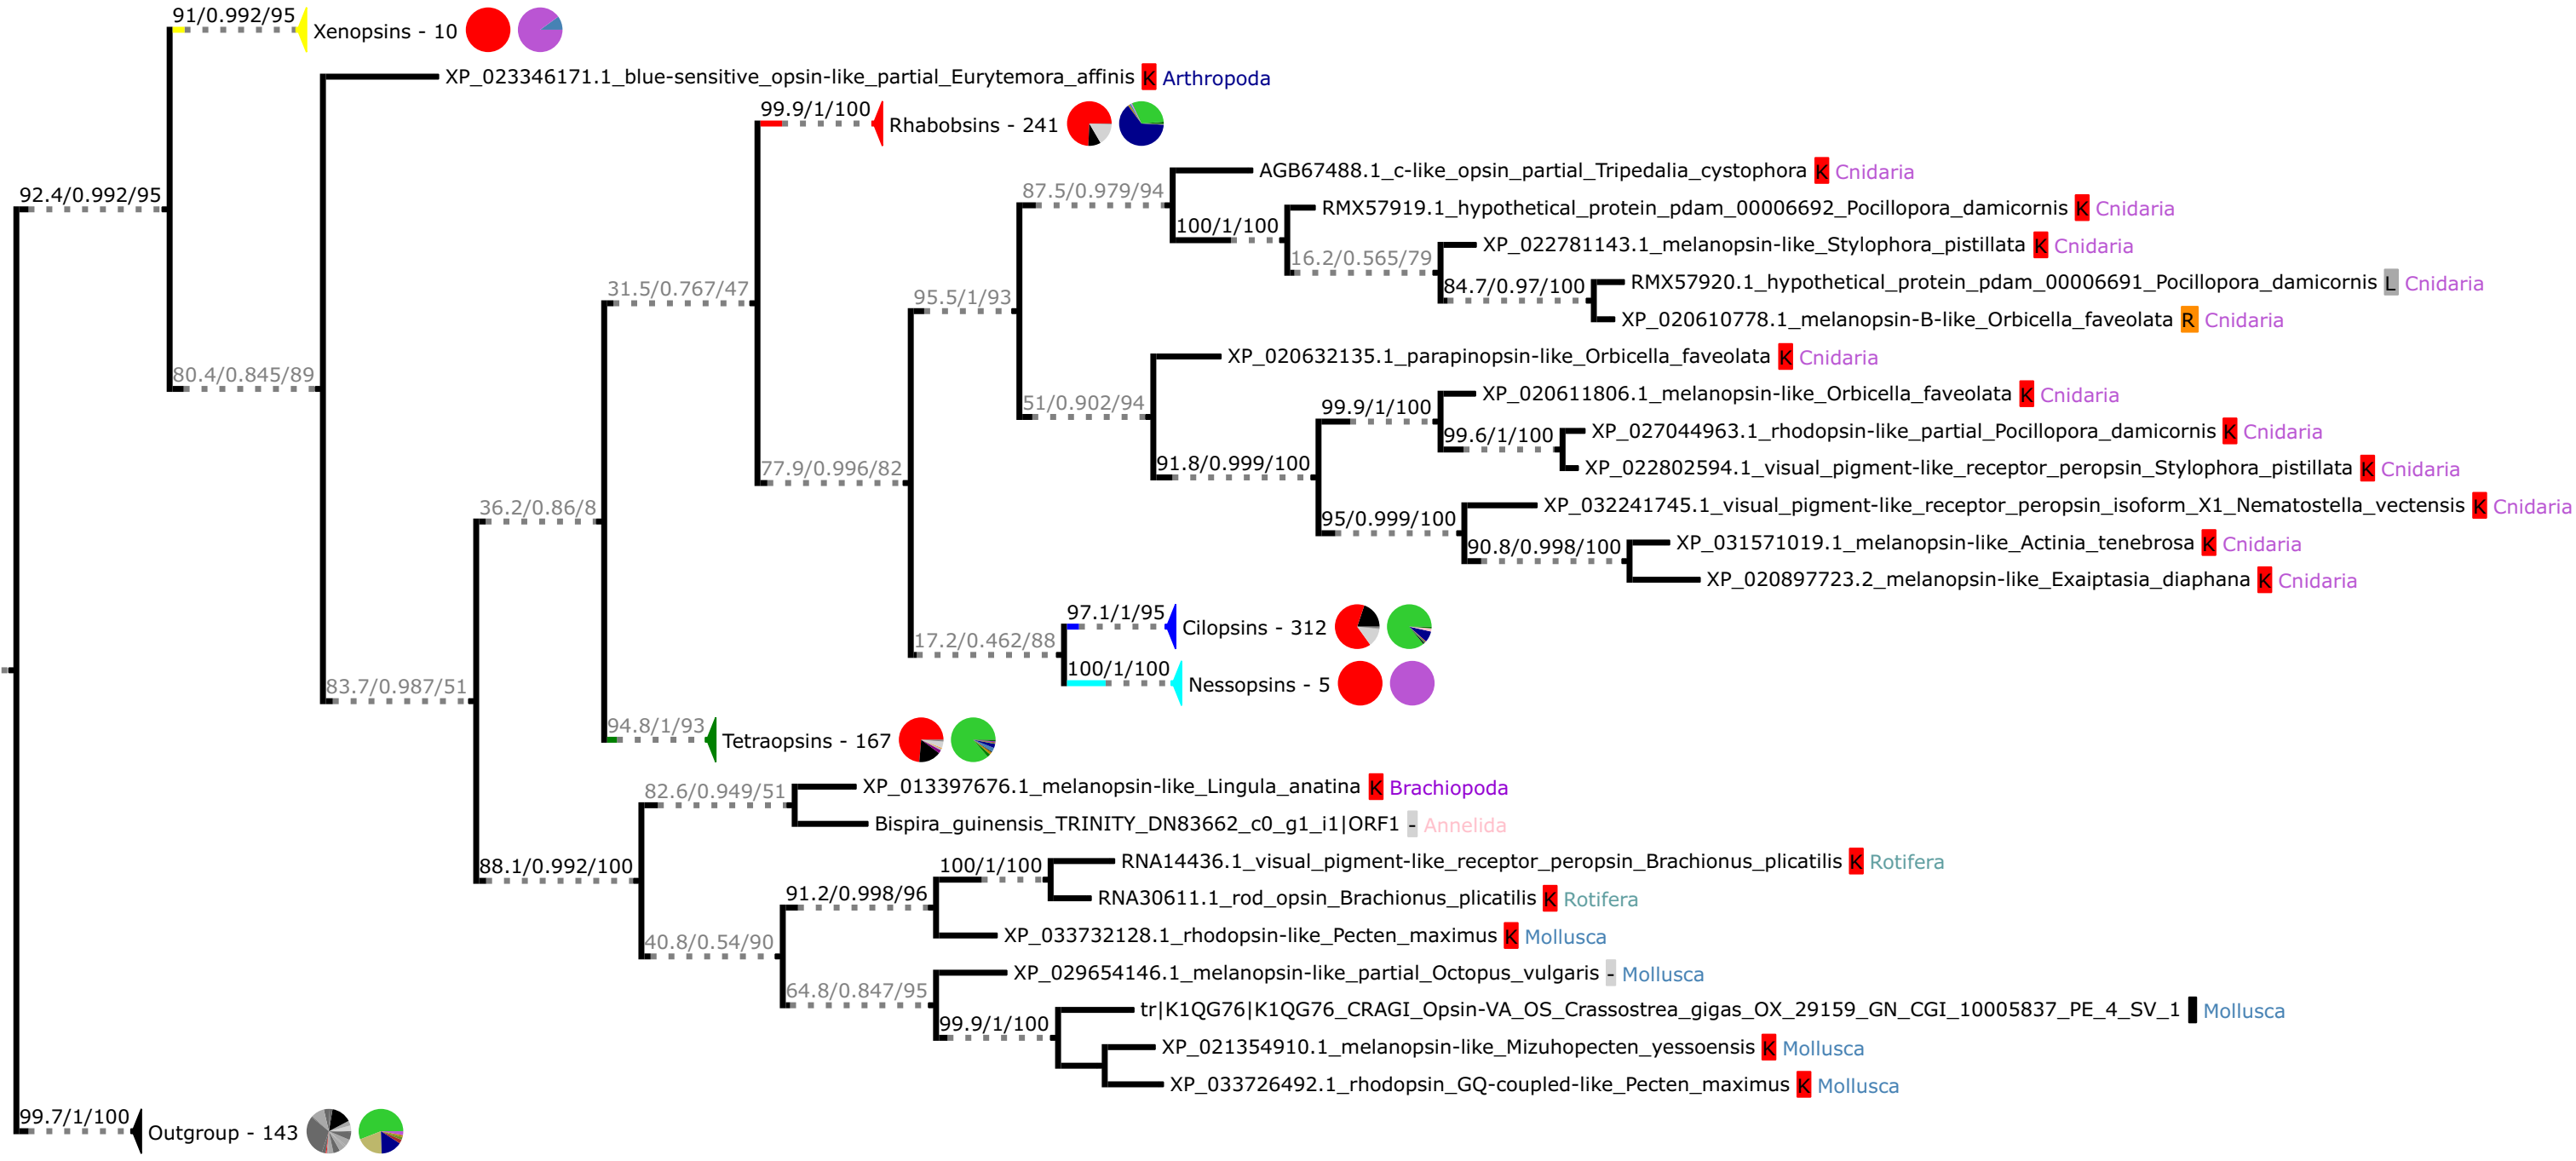 91/0.992/95
Xenopsins - 10
XP_023346171.1_blue-sensitive_opsin-like_partial_Eurytemora_affinis K Arthropoda
99.9/1/100
Rhabobsins - 241
AGB67488.1_c-like_opsin_partial_Tripedalia_cystophora K Cnidaria
87.5/0.979/94
92.4/0.992/95
RMX57919.1_hypothetical_protein_pdam_00006692_Pocillopora_damicornis K Cnidaria
100/1/100
XP_022781143.1_melanopsin-like_Stylophora_pistillata K Cnidaria
16.2/0.565/79
RMX57920.1_hypothetical_protein_pdam_00006691_Pocillopora_damicornis L Cnidaria
84.7/0.97/100
31.5/0.767/47
95.5/1/93
XP_020610778.1_melanopsin-B-like_Orbicella_faveolata R Cnidaria
XP_020632135.1_parapinopsin-like_Orbicella_faveolata K Cnidaria
80.4/0.845/89
XP_020611806.1_melanopsin-like_Orbicella_faveolata K Cnidaria
51/0.902/94
99.9/1/100
XP_027044963.1_rhodopsin-like_partial_Pocillopora_damicornis K Cnidaria
99.6/1/100
91.8/0.999/100
77.9/0.996/82
XP_022802594.1_visual_pigment-like_receptor_peropsin_Stylophora_pistillata K Cnidaria
XP_032241745.1_visual_pigment-like_receptor_peropsin_isoform_X1_Nematostella_vectensis K Cnidaria
36.2/0.86/8
95/0.999/100
XP_031571019.1_melanopsin-like_Actinia_tenebrosa K Cnidaria
90.8/0.998/100
XP_020897723.2_melanopsin-like_Exaiptasia_diaphana K Cnidaria
97.1/1/95
Cilopsins - 312
17.2/0.462/88
100/1/100
Nessopsins - 5
83.7/0.987/51
94.8/1/93
Tetraopsins - 167
XP_013397676.1_melanopsin-like_Lingula_anatina K Brachiopoda
82.6/0.949/51
Bispira_guinensis_TRINITY_DN83662_c0_g1_i1|ORF1 - Annelida
RNA14436.1_visual_pigment-like_receptor_peropsin_Brachionus_plicatilis K Rotifera
88.1/0.992/100
100/1/100
91.2/0.998/96
RNA30611.1_rod_opsin_Brachionus_plicatilis K Rotifera
XP_033732128.1_rhodopsin-like_Pecten_maximus K Mollusca
40.8/0.54/90
XP_029654146.1_melanopsin-like_partial_Octopus_vulgaris - Mollusca
64.8/0.847/95
tr|K1QG76|K1QG76_CRAGI_Opsin-VA_OS_Crassostrea_gigas_OX_29159_GN_CGI_10005837_PE_4_SV_1 Mollusca
99.9/1/100
XP_021354910.1_melanopsin-like_Mizuhopecten_yessoensis K Mollusca
XP_033726492.1_rhodopsin_GQ-coupled-like_Pecten_maximus K Mollusca
99.7/1/100
Outgroup - 143